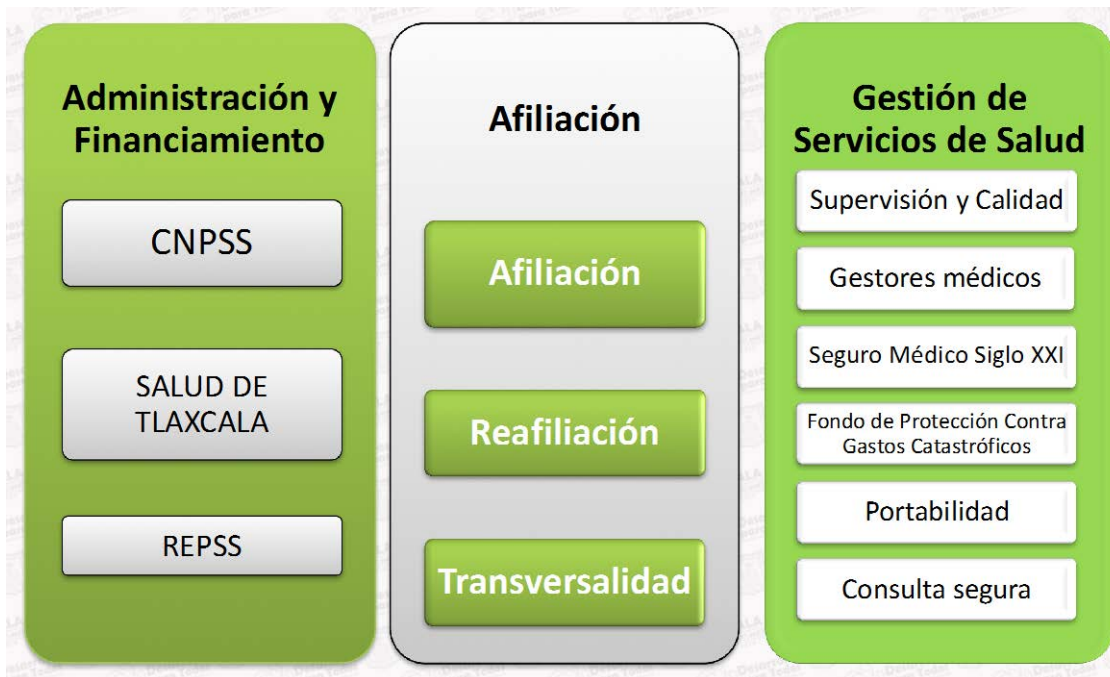 Administración y
Financiamiento
CNPSS
SALUD DE
TLAXCALA
REPSS
Afiliación
Afiliación
Reafiliación
Transversalidad
Gestión de
Servicios de Salud
Supervisión y Calidad
Gestores médicos
Seguro Médico Siglo XXI
Fondo de Protección Contra
Gastos Catastróficos
Portabilidad
Consulta segura